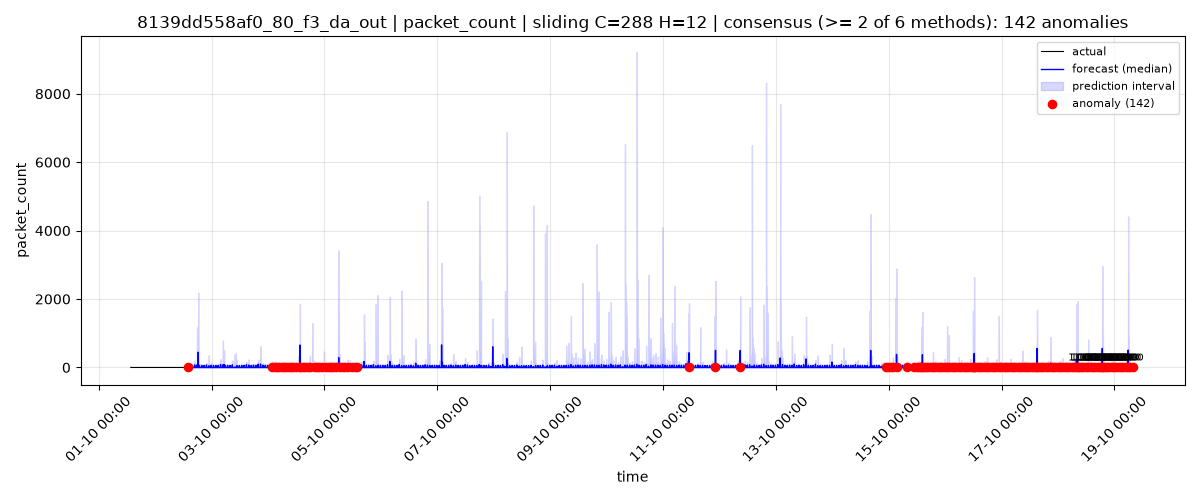 8139dd558af0_80_f3_da_out | packet_count | sliding C=288 H=12 | consensus (>= 2 of 6 methods): 142 anomalies
actual
forecast (median)
prediction interval
anomaly (142)
packet_count
8000
6000
4000
2000
0
01-10 00:00
03-10 00:00
05-10 00:00
07-10 00:00
09-10 00:00
11-10 00:00
13-10 00:00
15-10 00:00
17-10 00:00
19-10 00:00
time